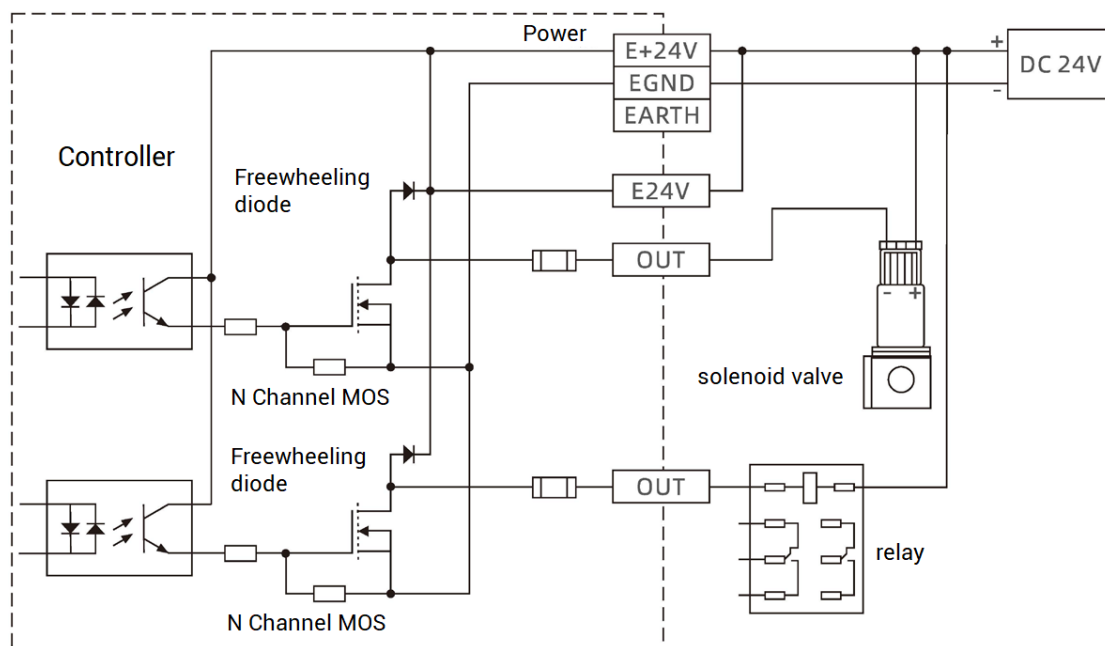 Power
E+24V
+
DC 24V
EGND
-
EARTH
Controller
Freewheeling
diode
E24V
OUT
- +
solenoid valve
N Channel MOS
Freewheeling
diode
OUT
relay
N Channel MOS